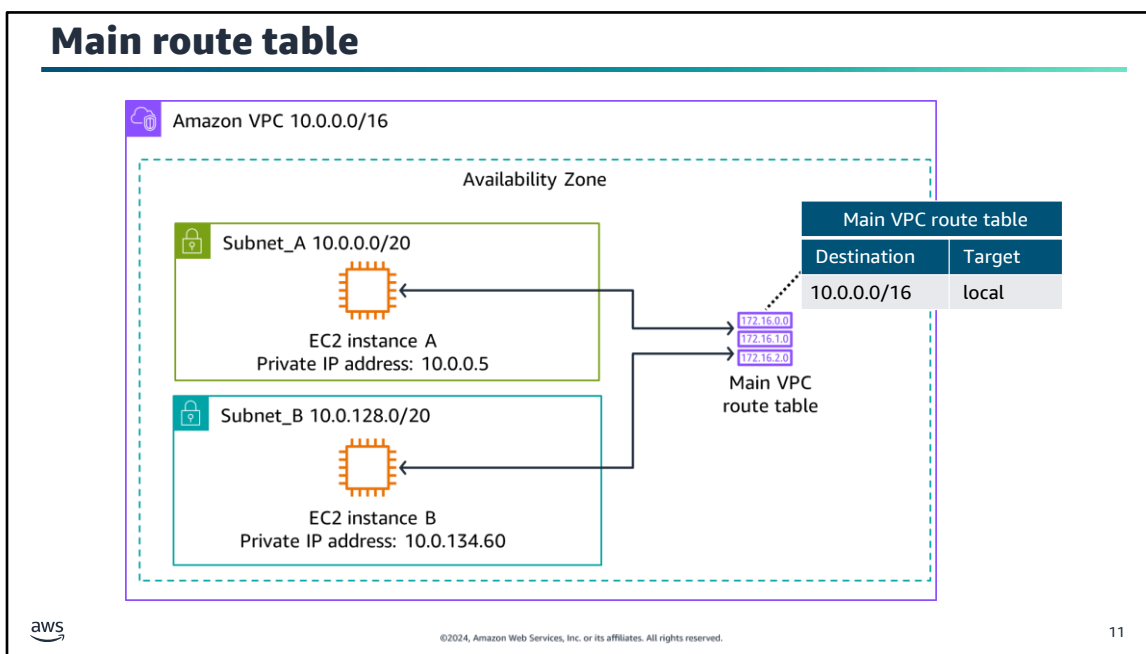 Main route table
Amazon VPC 10.0.0.0/16
Availability Zone
Main VPC route table
Destination Target
10.0.0.0/16 local
Subnet_A 10.0.0.0/20
EC2 instance A
Private IP address: 10.0.0.5
172.16.0.0
172.16.1.0
172.16.2.0
Main VPC
route table
Subnet_B 10.0.128.0/20
EC2 instance B
Private IP address: 10.0.134.60
aws
©2024, Amazon Web Services, Inc. or its affiliates. All rights reserved.
11